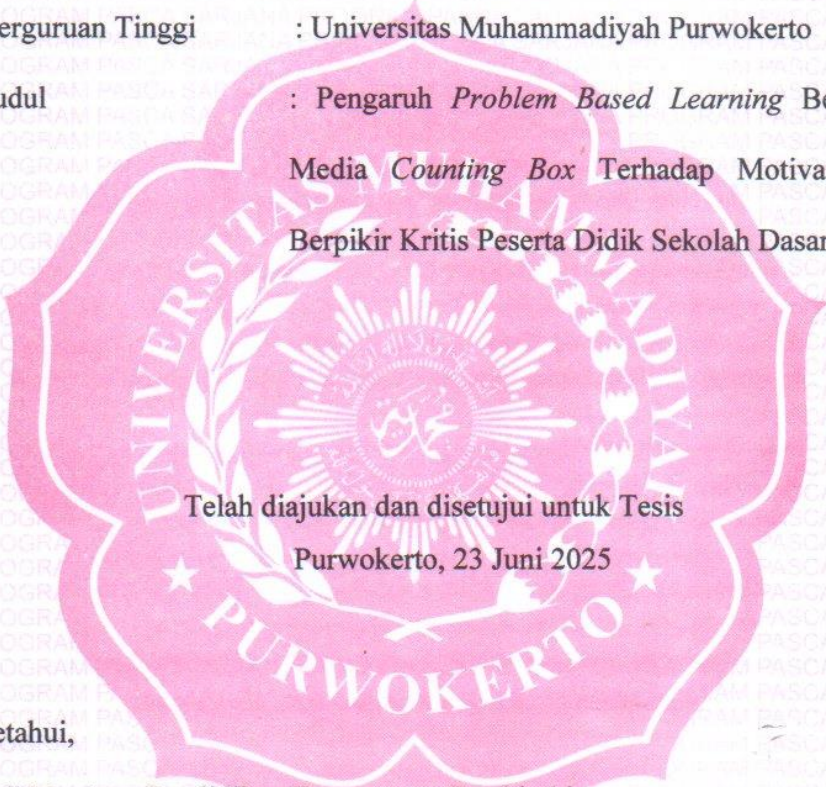 erguruan Tinggi : Universitas Muhammadiyah Purwokerto
udul : Pengaruh Problem Based Learning Be
Media Counting Box Terhadap Motiva
Berpikir Kritis Peserta Didik Sekolah Dasar
UNIVERSITAS MUHAMMADIYAH
Telah diajukan dan disetujui untuk Tesis
Purwokerto, 23 Juni 2025
PURWOKERTO
etahui,